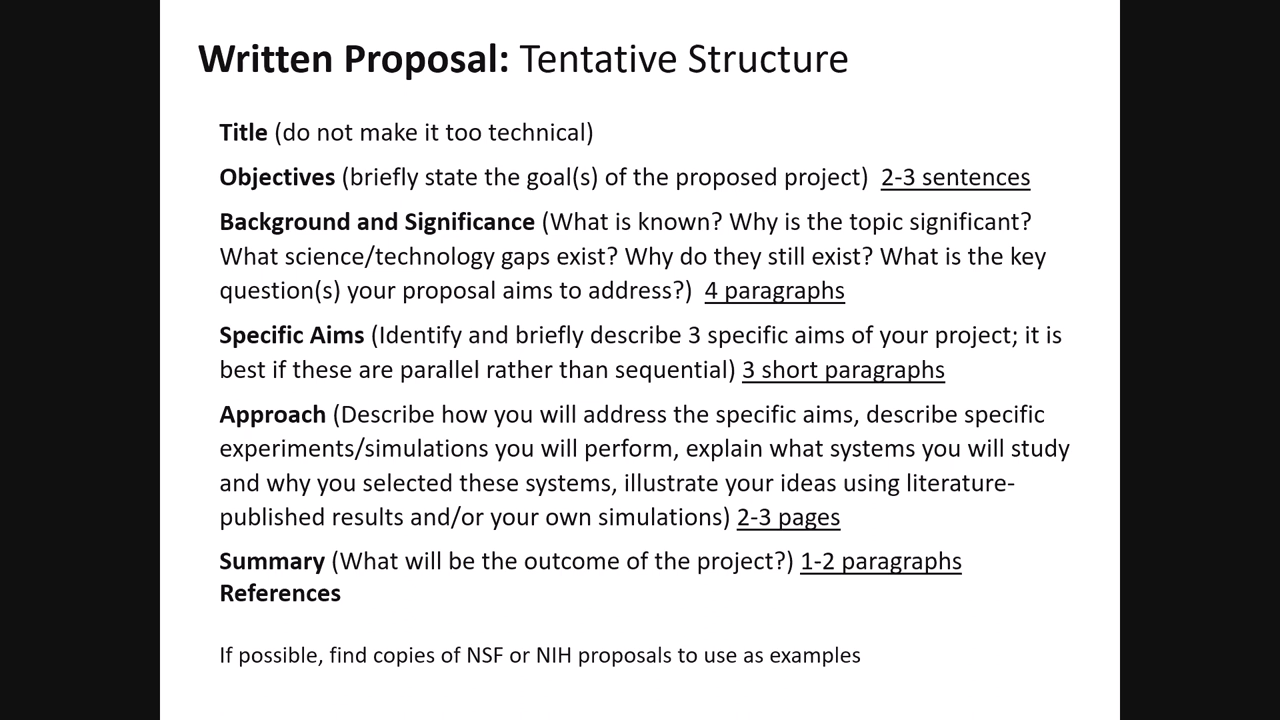 Written Proposal: Tentative Structure
Title (do not make it too technical)
Objectives (briefly state the goal(s) of the proposed project)  2-3 sentences
Background and Significance (What is known? Why is the topic significant?
What science/technology gaps exist? Why do they still exist? What is the key
question(s) your proposal aims to address?)  4 paragraphs
Specific Aims (Identify and briefly describe 3 specific aims of your project; it is
best if these are parallel rather than sequential) 3 short paragraphs
Approach (Describe how you will address the specific aims, describe specific
experiments/simulations you will perform, explain what systems you will study
and why you selected these systems, illustrate your ideas using literature-
published results and/or your own simulations) 2-3 pages
Summary (What will be the outcome of the project?) 1-2 paragraphs
References
If possible, find copies of NSF or NIH proposals to use as examples